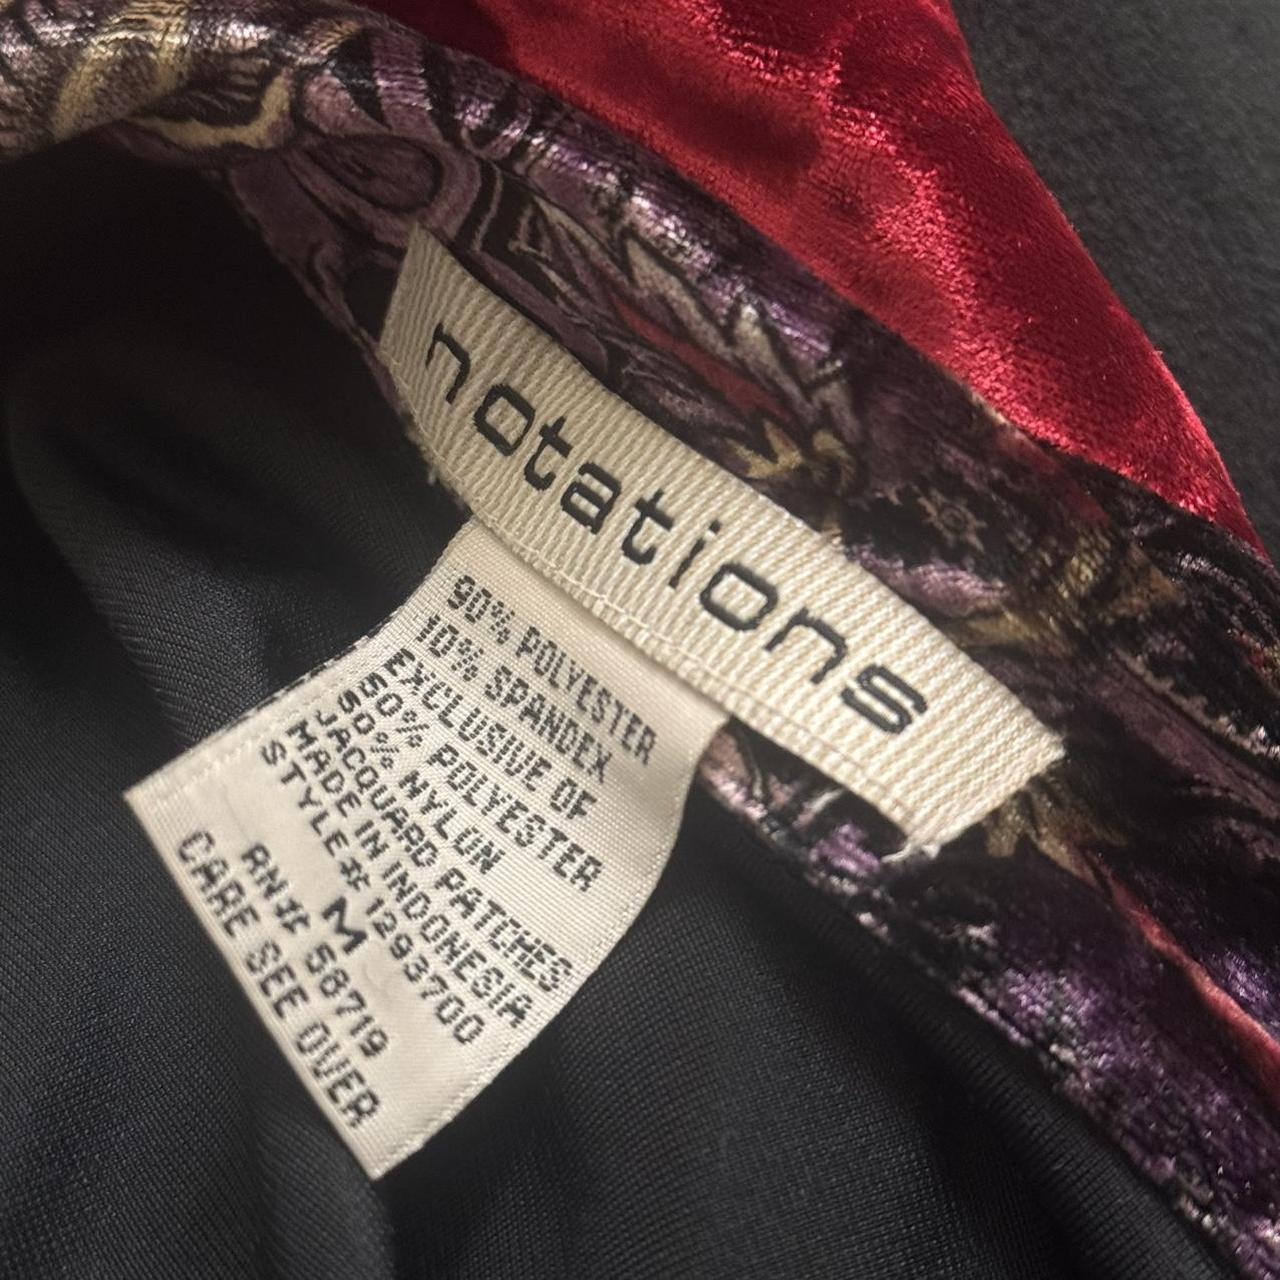 notations
90% POLYESTER
10% SPANDEX
EXCLUSIVE OF
50% POLYESTER
50% NYLON
JACQUARD PATCHES
MADE IN INDONESIA
STYLE# 1293700
M
RN# 58719
CARE SEE OVER